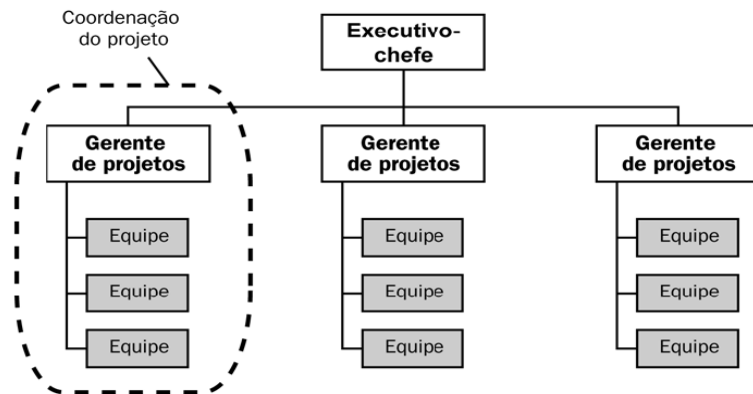 Coordenação
do projeto
Executivo-
chefe
Gerente
de projetos
Gerente
de projetos
Gerente
de projetos
Equipe
Equipe
Equipe
Equipe
Equipe
Equipe
Equipe
Equipe
Equipe